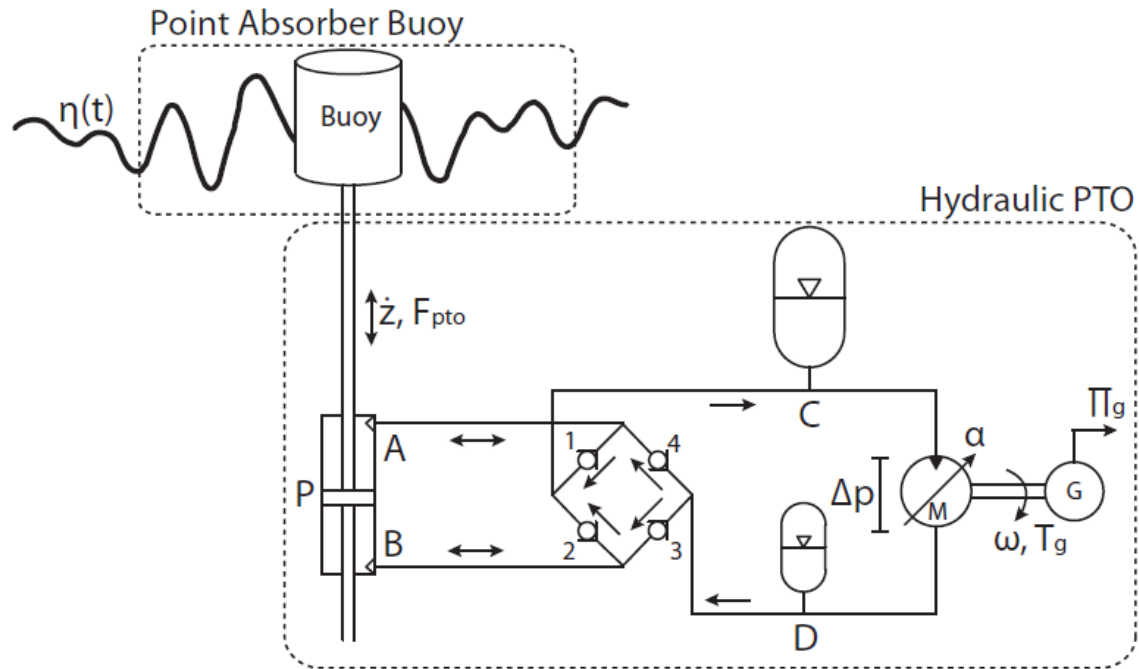 Point Absorber Buoy
η(t)
Buoy
Hydraulic PTO
ż, Fpto
A
P
B
1
4
2
3
C
D
Δp
α
M
G
Πg
ω, Tg